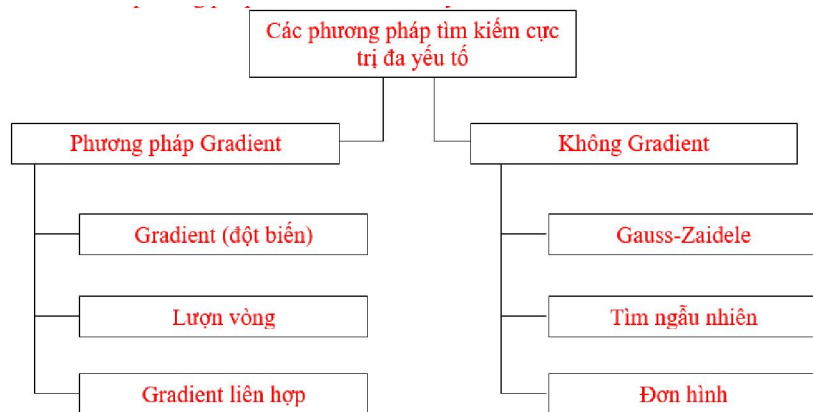 Các phương pháp tìm kiếm cực
trị đa yếu tố
Phương pháp Gradient
Không Gradient
Gradient (đột biến)
Gauss-Zaidele
Lượn vòng
Tìm ngẫu nhiên
Gradient liên hợp
Đơn hình